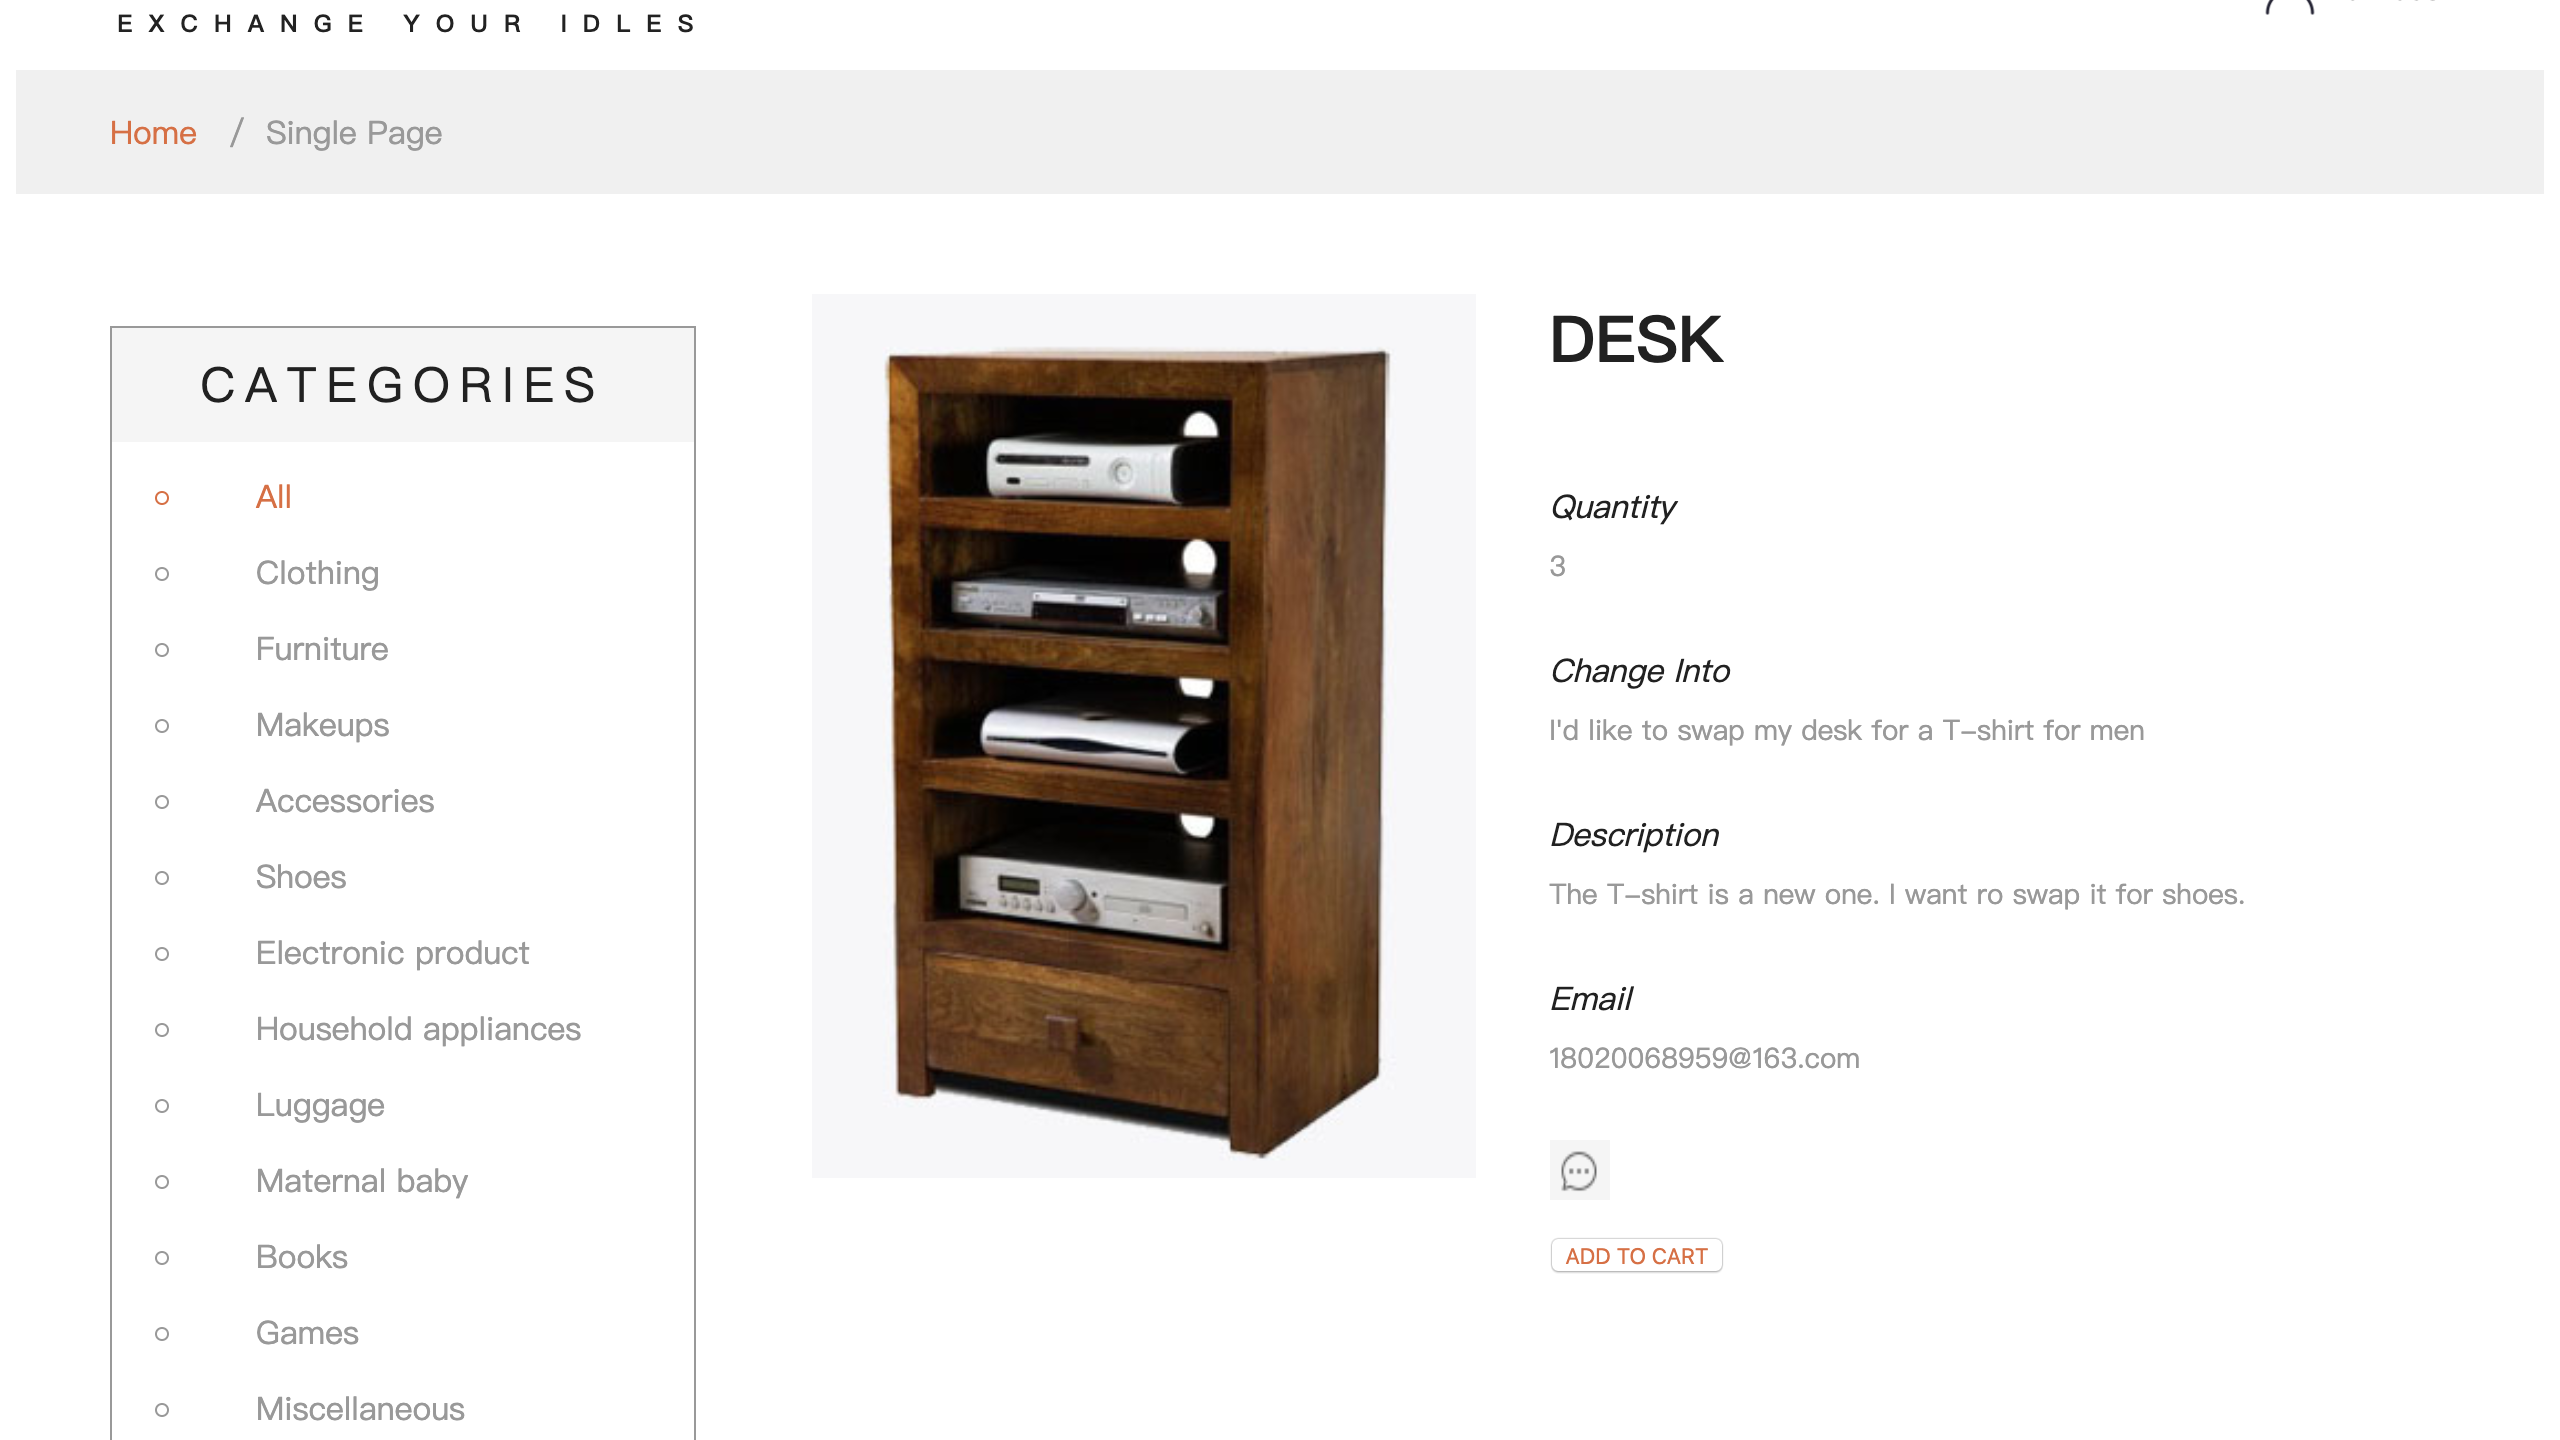 EXCHANGE YOUR IDLES
Home / Single Page
CATEGORIES
All
Clothing
Furniture
Makeups
Accessories
Shoes
Electronic product
Household appliances
Luggage
Maternal baby
Books
Games
Miscellaneous
DESK
Quantity
3
Change Into
I'd like to swap my desk for a T-shirt for men
Description
The T-shirt is a new one. I want ro swap it for shoes.
Email
18020068959@163.com
ADD TO CART